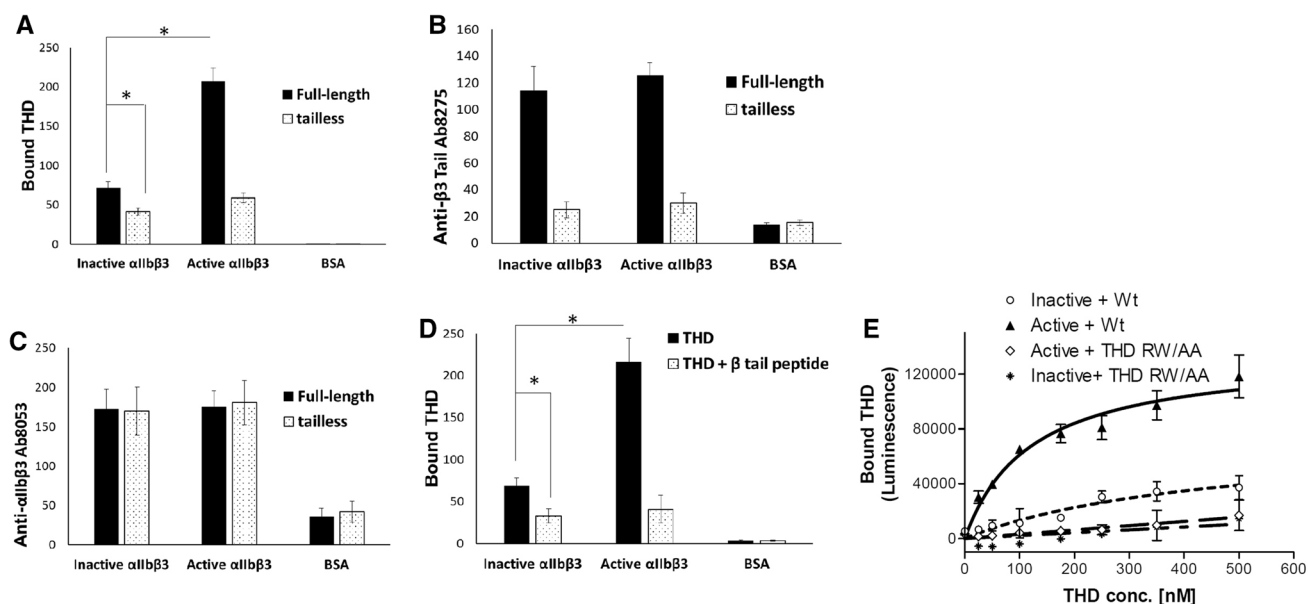 A
Bound THD
250
200
150
100
50
0
*
*
Full-length
tailless
Inactive αIIbβ3 Active αIIbβ3 BSA
B
Anti-β3 Tail Ab8275
160
140
120
100
80
60
40
20
0
Full-length
tailless
Inactive αIIbβ3 Active αIIbβ3 BSA
C
Anti-αIIbβ3 Ab8053
250
200
150
100
50
0
Full-length
tailless
Inactive αIIbβ3 Active αIIbβ3 BSA
D
Bound THD
250
200
150
100
50
0
*
*
THD
THD + β tail peptide
Inactive αIIbβ3 Active αIIbβ3 BSA
E
Inactive + Wt
Active + Wt
Active + THD RW/AA
Inactive+ THD RW/AA
Bound THD
(Luminescence)
120000
80000
40000
0
0 100 200 300 400 500 600
THD conc. [nM]